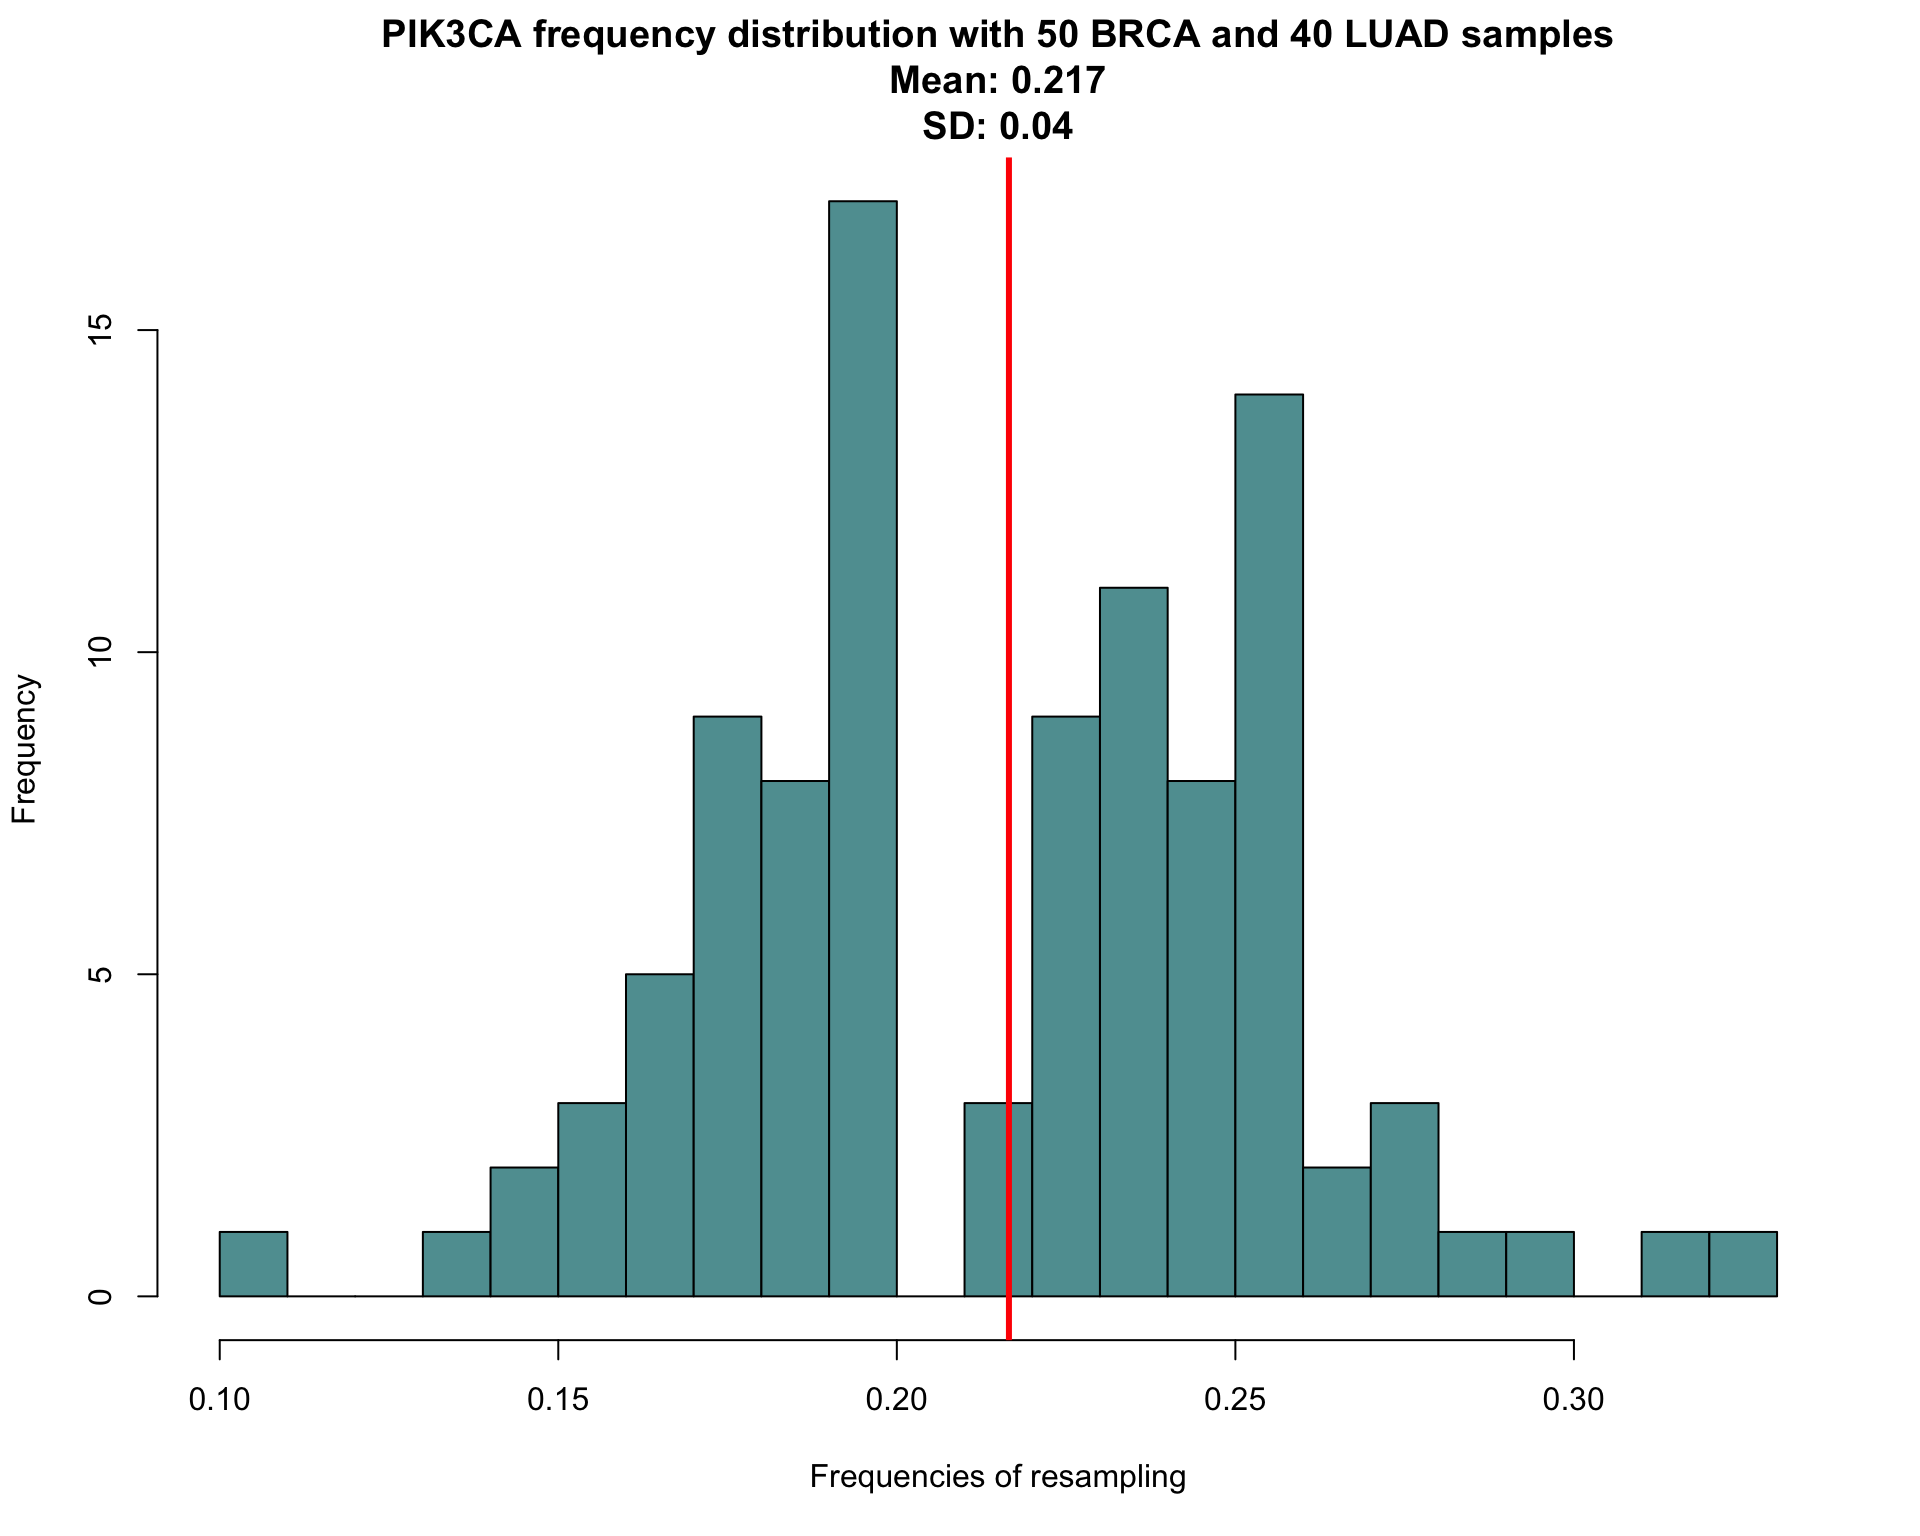 PIK3CA frequency distribution with 50 BRCA and 40 LUAD samples
Mean: 0.217
SD: 0.04
Frequency
15
10
5
0
0.10 0.15 0.20 0.25 0.30
Frequencies of resampling